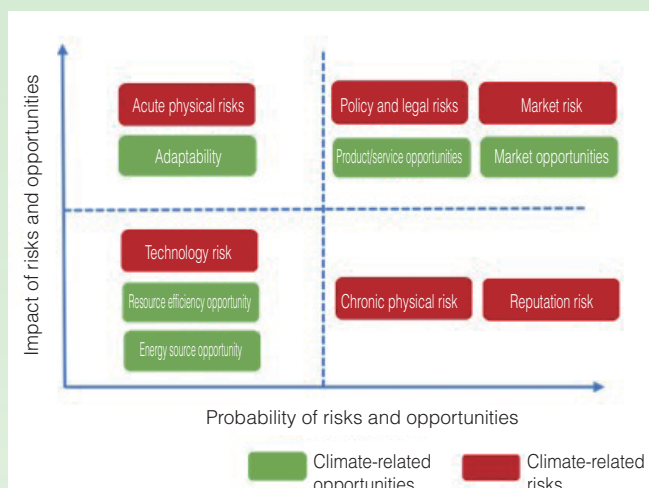 Impact of risks and opportunities
Acute physical risks
Adaptability
Policy and legal risks
Market risk
Product/service opportunities
Market opportunities
Technology risk
Resource efficiency opportunity
Energy source opportunity
Chronic physical risk
Reputation risk
Probability of risks and opportunities
Climate-related
opportunities
Climate-related
risks